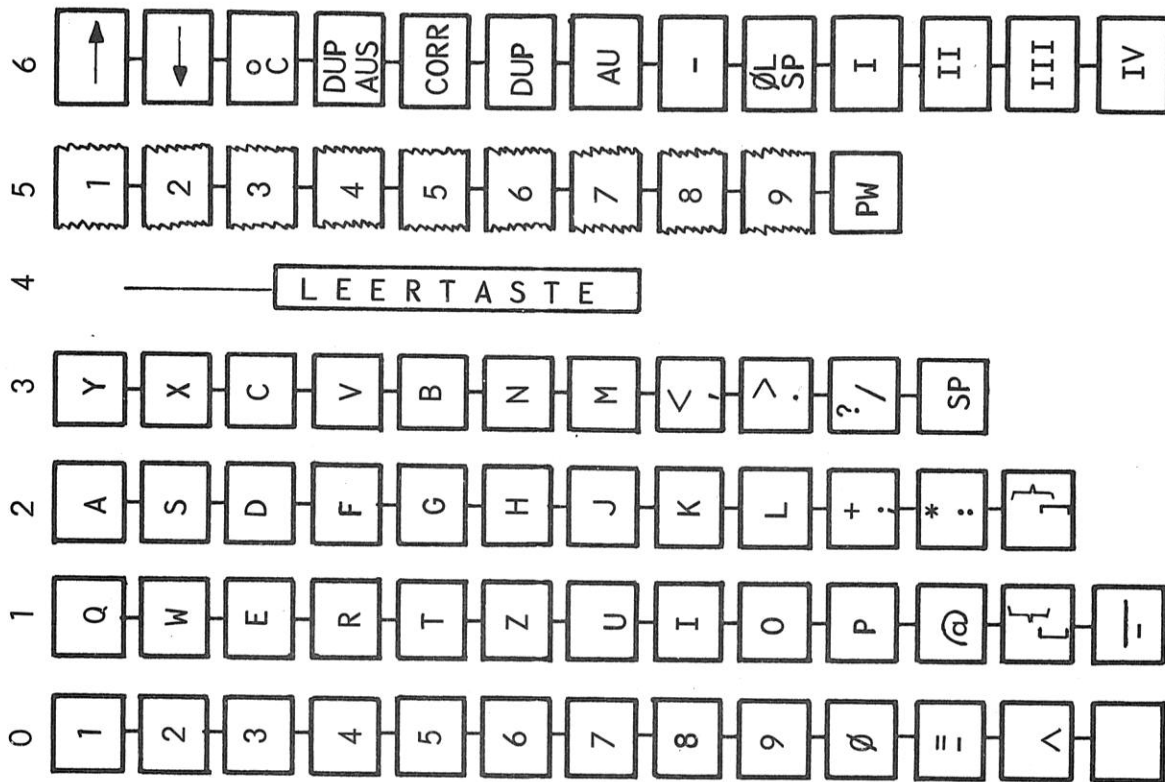 0 1 2 3 4 5 6 7 8 9 Ø =- ^
1 Q W E R T Z U I O P @ {[ ‾-
2 A S D F G H J K L +; *: }]
3 Y X C V B N M <, >. ?/ SP
4 LEERTASTE
5 1 2 3 4 5 6 7 8 9 PW
6 → ← °C DUP AUS CORR DUP AU - ØL SP I II III IV